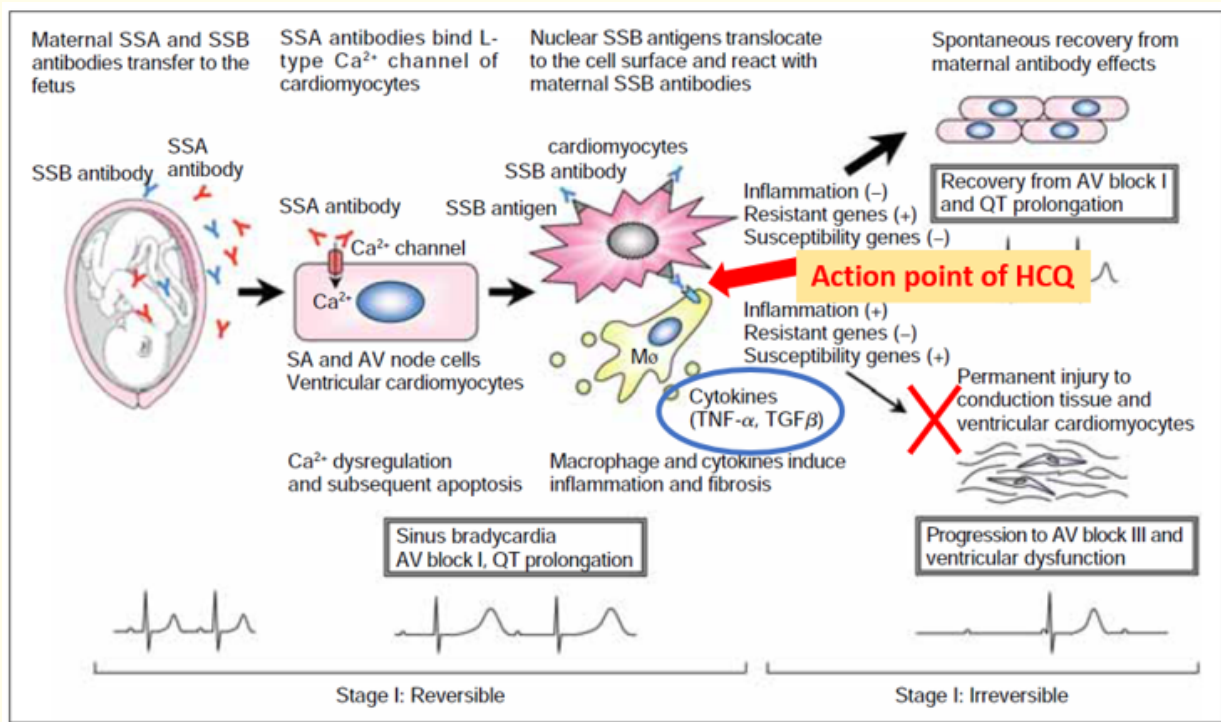 Maternal SSA and SSB
antibodies transfer to the
fetus
SSA antibodies bind L-
type Ca²⁺ channel of
cardiomyocytes
Nuclear SSB antigens translocate
to the cell surface and react with
maternal SSB antibodies
Spontaneous recovery from
maternal antibody effects
SSB antibody
SSA
antibody
SSA antibody
Ca²⁺ channel
Ca²⁺
SA and AV node cells
Ventricular cardiomyocytes
cardiomyocytes
SSB antibody
SSB antigen
Mø
Inflammation (–)
Resistant genes (+)
Susceptibility genes (–)
Recovery from AV block I
and QT prolongation
Action point of HCQ
Inflammation (+)
Resistant genes (–)
Susceptibility genes (+)
Cytokines
(TNF-α, TGFβ)
Permanent injury to
conduction tissue and
ventricular cardiomyocytes
Ca²⁺ dysregulation
and subsequent apoptosis
Macrophage and cytokines induce
inflammation and fibrosis
Sinus bradycardia
AV block I, QT prolongation
Progression to AV block III and
ventricular dysfunction
Stage I: Reversible
Stage I: Irreversible